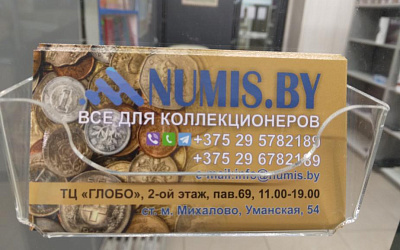 NUMIS.BY
ВСЕ ДЛЯ КОЛЛЕКЦИОНЕРОВ
+375 29 5782189
+375 29 6782189
e-mail:info@numis.by
ТЦ «ГЛОБО», 2-ой этаж, пав.69, 11.00-19.00
ст. м. Михалово, Уманская, 54